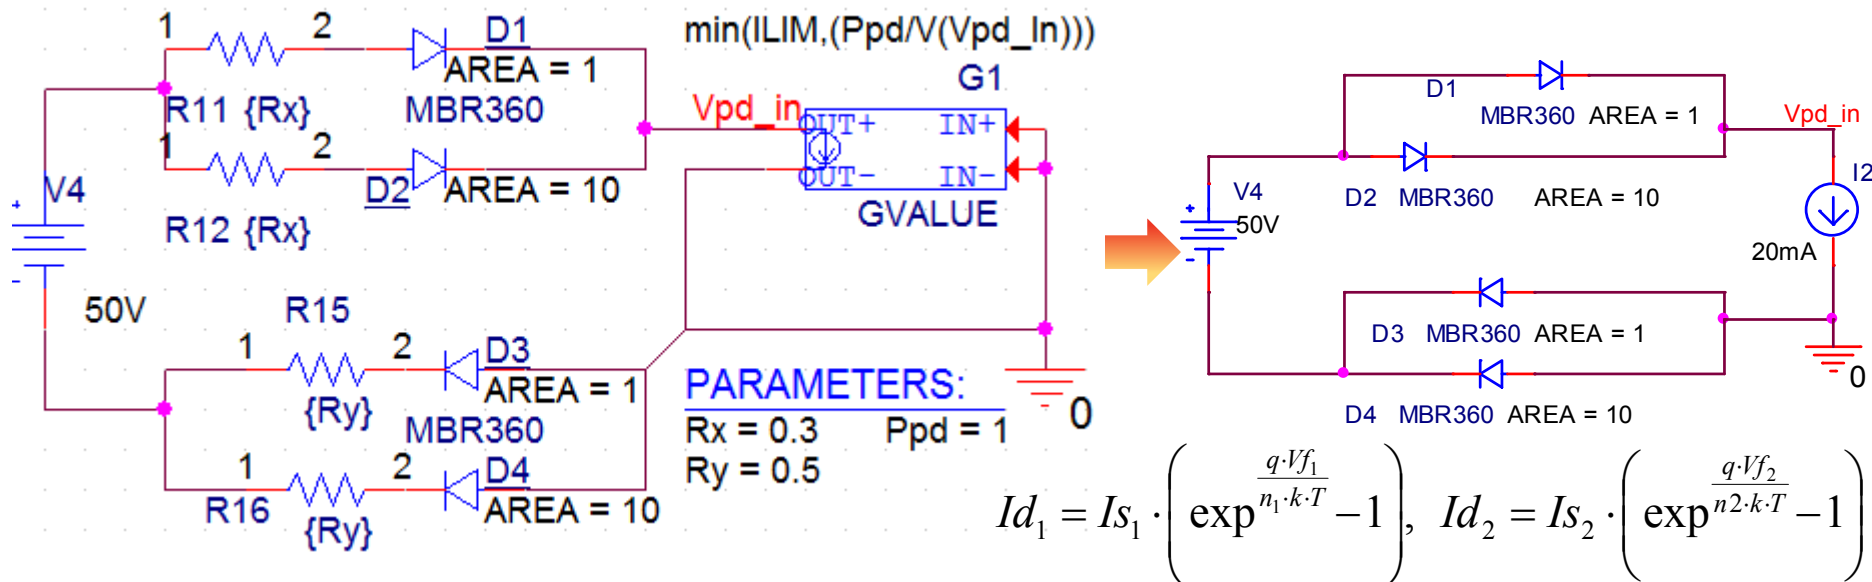 1 2 D1
AREA = 1
R11 {Rx} MBR360
1 2
D2 AREA = 10
R12 {Rx}
V4
+
-
50V
min(ILIM,(Ppd/V(Vpd_In)))
G1
Vpd_in
OUT+ IN+
OUT- IN-
GVALUE
R15
1 2 D3
AREA = 1
{Ry} MBR360
1 2 D4
R16 AREA = 10
{Ry}
PARAMETERS:
Rx = 0.3 Ppd = 1
Ry = 0.5
0
D1
MBR360 AREA = 1
Vpd_in
D2 MBR360 AREA = 10
V4
+
50V
-
I2
20mA
D3 MBR360 AREA = 1
D4 MBR360 AREA = 10
0
Id₁ = Is₁ · ( exp^(q·Vf₁ / n₁·k·T) − 1 ), Id₂ = Is₂ · ( exp^(q·Vf₂ / n2·k·T) − 1 )